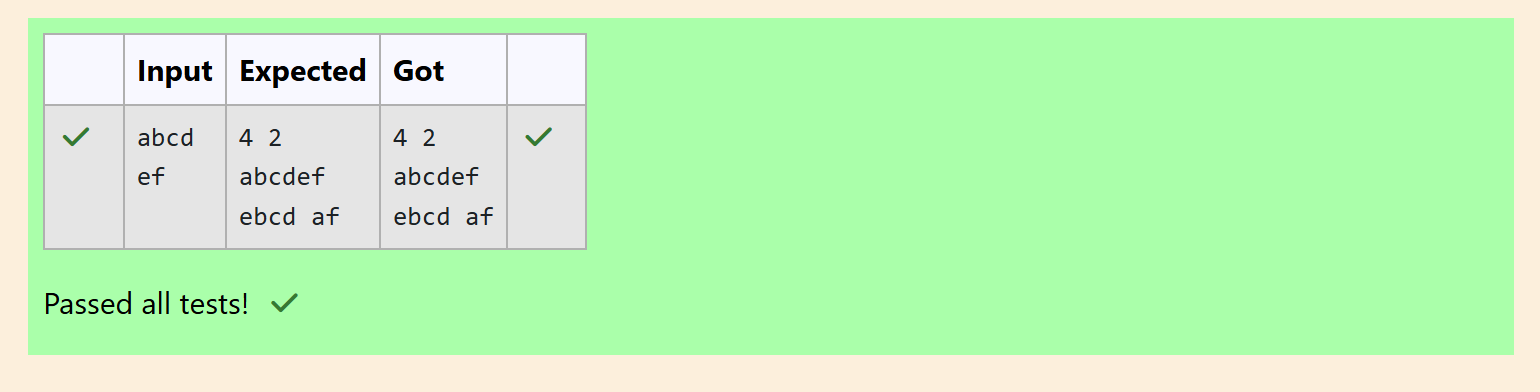 Input Expected Got
abcd 4 2 4 2
ef abcdef abcdef
ebcd af ebcd af
Passed all tests!